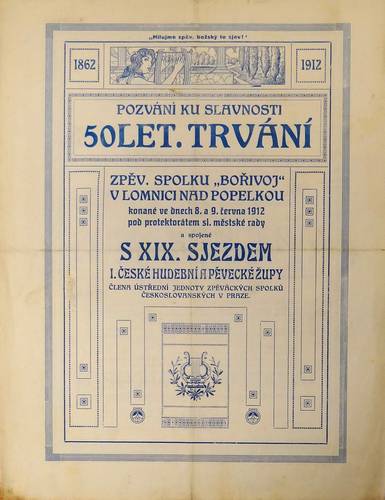 „Milujme zpěv, božský to zjev!"
1862
1912
POZVÁNÍ KU SLAVNOSTI
50LET. TRVÁNÍ
ZPĚV. SPOLKU „BOŘIVOJ"
V LOMNICI NAD POPELKOU
konané ve dnech 8. a 9. června 1912
pod protektorátem sl. městské rady
a spojené
S XIX. SJEZDEM
I. ČESKÉ HUDEBNÍ A PĚVECKÉ ŽUPY
ČLENA ÚSTŘEDNÍ JEDNOTY ZPĚVÁCKÝCH SPOLKŮ
ČESKOSLOVANSKÝCH V PRAZE.